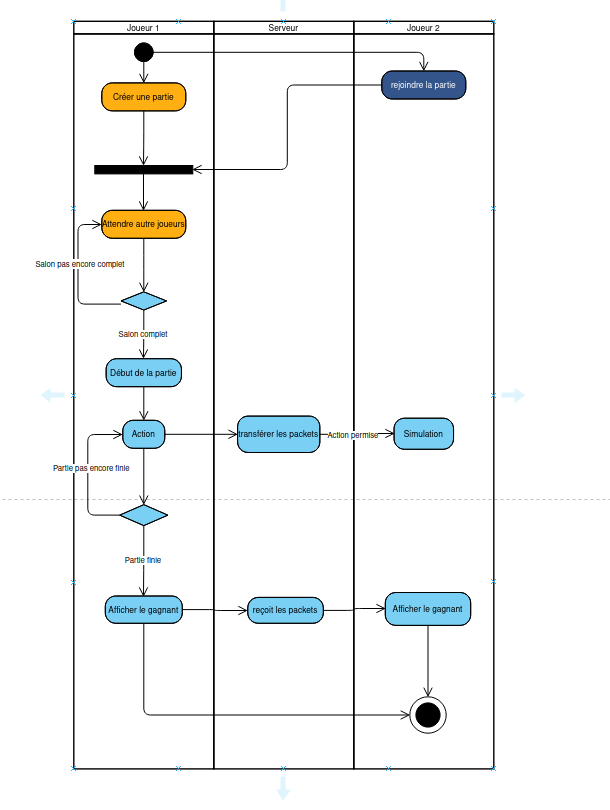 Joueur 1
Serveur
Joueur 2
Créer une partie
rejoindre la partie
Attendre autre joueurs
Salon pas encore complet
Salon complet
Début de la partie
Action
transférer les packets
Action permise
Simulation
Partie pas encore finie
Partie finie
Afficher le gagnant
reçoit les packets
Afficher le gagnant